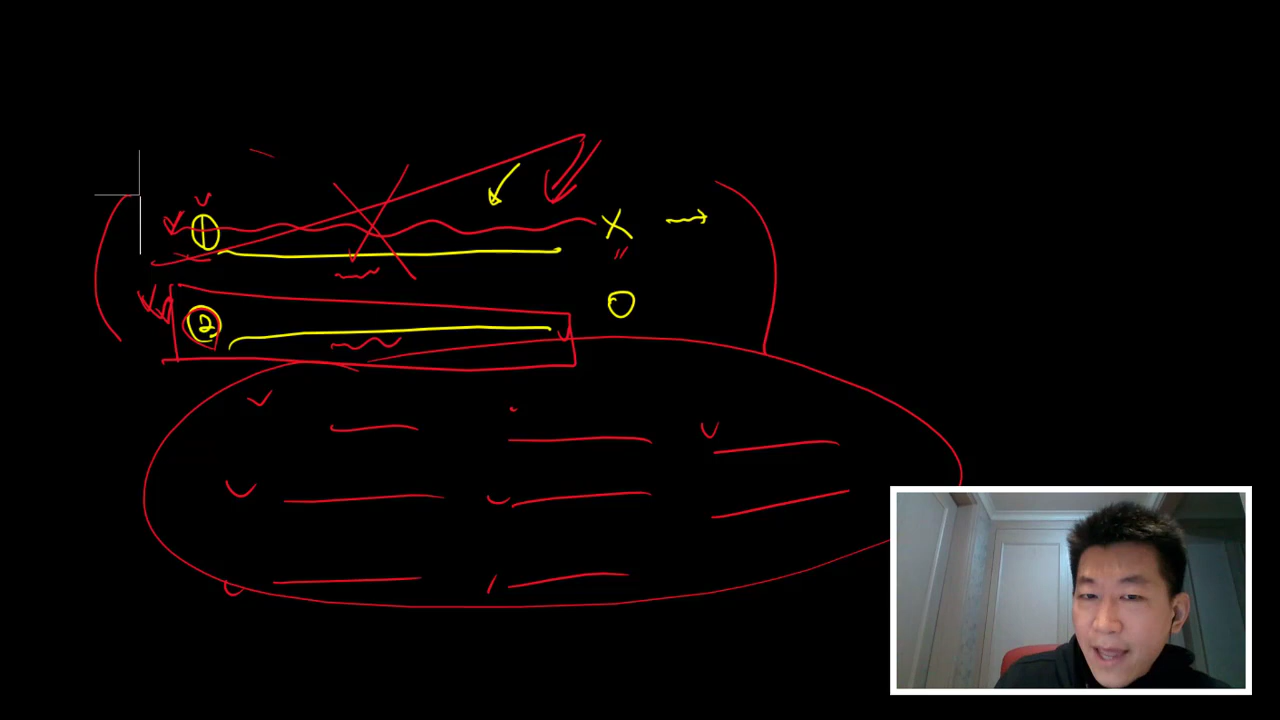 ① X →
② O